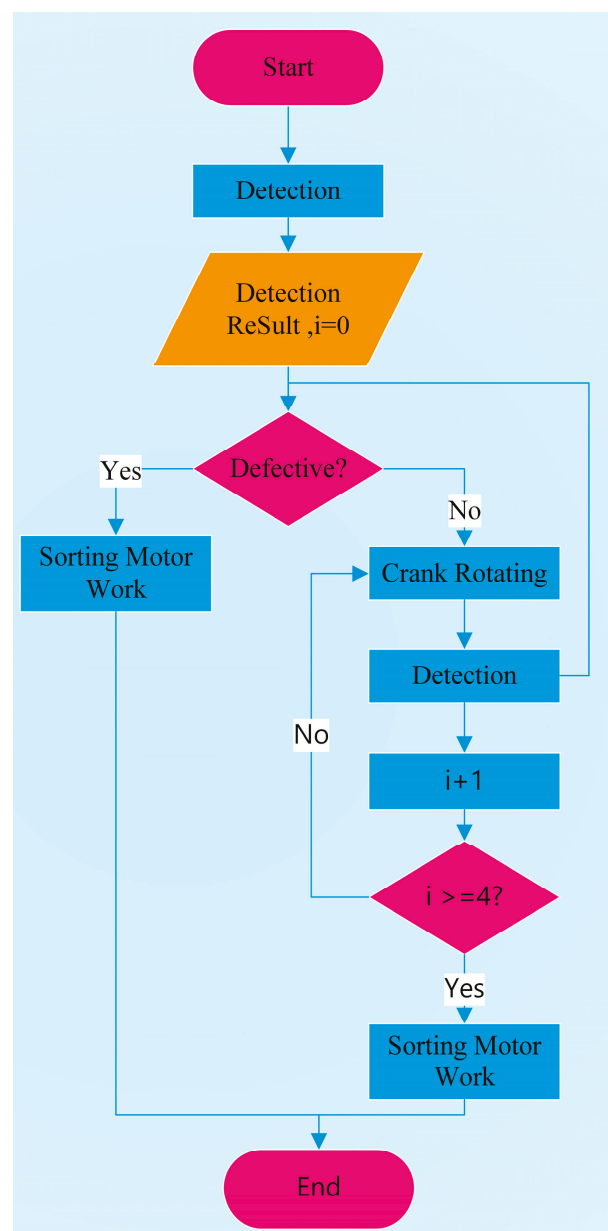 Start
Detection
Detection
ReSult ,i=0
Defective?
Yes
No
Sorting Motor
Work
Crank Rotating
Detection
No
i+1
i >=4?
Yes
Sorting Motor
Work
End